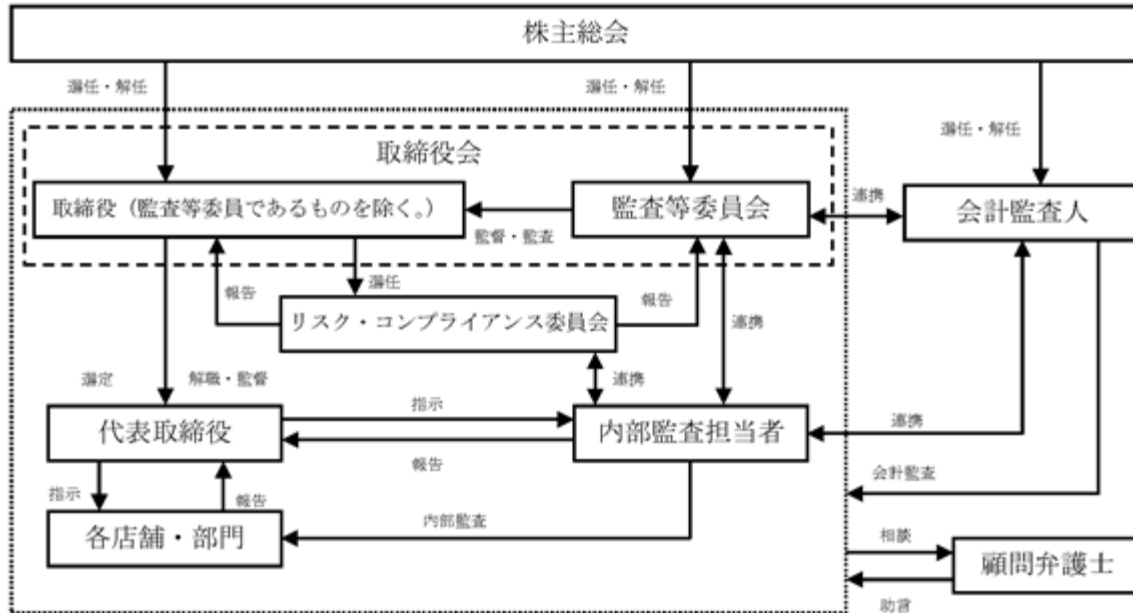 株主総会
選任・解任
選任・解任
選任・解任
取締役会
取締役（監査等委員であるものを除く。）
監査等委員会
連携
会計監査人
監督・監査
報告
選任
報告
リスク・コンプライアンス委員会
連携
選定
解職・監督
連携
指示
代表取締役
内部監査担当者
連携
報告
会計監査
指示
報告
内部監査
各店舗・部門
相談
顧問弁護士
助言